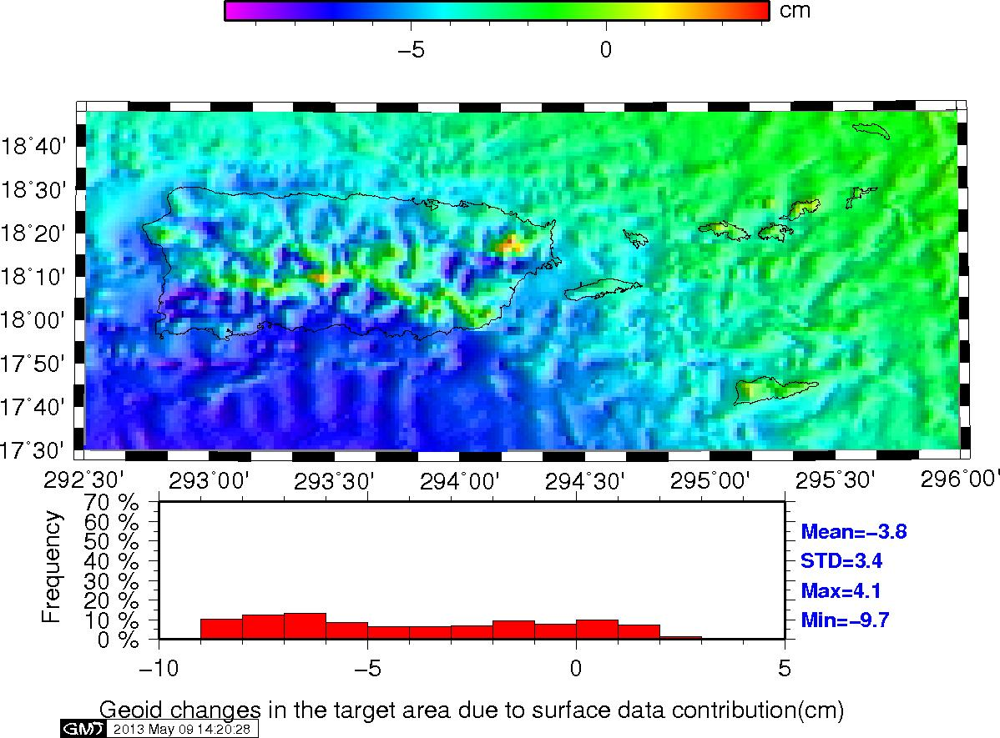 cm
−5 0
18°40'
18°30'
18°20'
18°10'
18°00'
17°50'
17°40'
17°30'
292°30' 293°00' 293°30' 294°00' 294°30' 295°00' 295°30' 296°00'
70 %
60 %
50 %
40 %
30 %
20 %
10 %
0 %
Frequency
Mean=−3.8
STD=3.4
Max=4.1
Min=−9.7
−10 −5 0 5
Geoid changes in the target area due to surface data contribution(cm)
GMT 2013 May 09 14:20:28